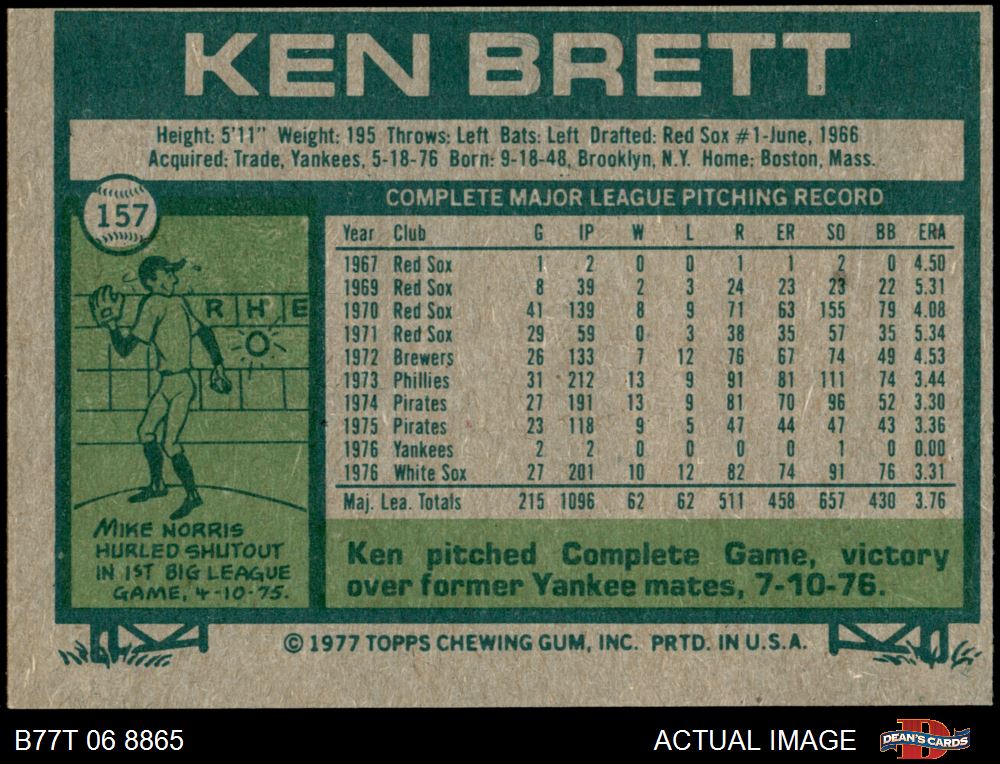 KEN BRETT
Height: 5'11" Weight: 195 Throws: Left Bats: Left Drafted: Red Sox #1-June, 1966
Acquired: Trade, Yankees, 5-18-76 Born: 9-18-48, Brooklyn, N.Y. Home: Boston, Mass.
157
COMPLETE MAJOR LEAGUE PITCHING RECORD
Year Club G IP W L R ER SO BB ERA
1967 Red Sox 1 2 0 0 1 1 2 0 4.50
1969 Red Sox 8 39 2 3 24 23 23 22 5.31
1970 Red Sox 41 139 8 9 71 63 155 79 4.08
1971 Red Sox 29 59 0 3 38 35 57 35 5.34
1972 Brewers 26 133 7 12 76 67 74 49 4.53
1973 Phillies 31 212 13 9 91 81 111 74 3.44
1974 Pirates 27 191 13 9 81 70 96 52 3.30
1975 Pirates 23 118 9 5 47 44 47 43 3.36
1976 Yankees 2 2 0 0 0 0 1 0 0.00
1976 White Sox 27 201 10 12 82 74 91 76 3.31
Maj. Lea. Totals 215 1096 62 62 511 458 657 430 3.76
R H E
O
MIKE NORRIS
HURLED SHUTOUT
IN 1ST BIG LEAGUE
GAME, 4-10-75.
Ken pitched Complete Game, victory
over former Yankee mates, 7-10-76.
© 1977 TOPPS CHEWING GUM, INC. PRTD. IN U.S.A.
B77T 06 8865
ACTUAL IMAGE
D
DEAN'S CARDS